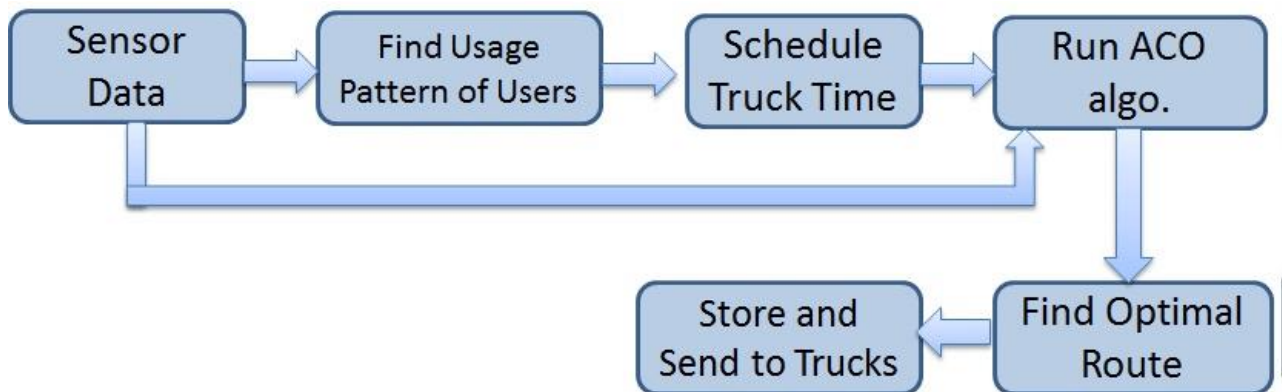 Sensor
Data
Find Usage
Pattern of Users
Schedule
Truck Time
Run ACO
algo.
Store and
Send to Trucks
Find Optimal
Route